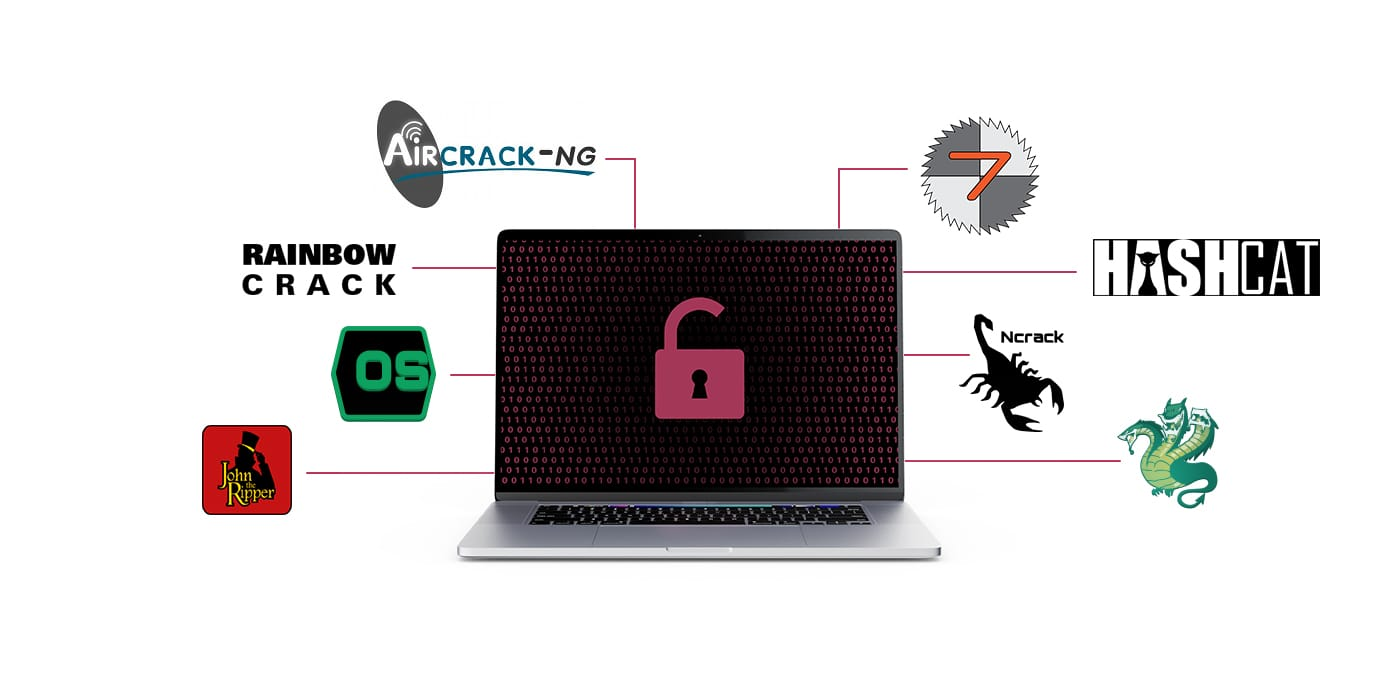 AIRCRACK-NG
7
RAINBOW
CRACK
HASHCAT
Ncrack
OS
John
the
Ripper